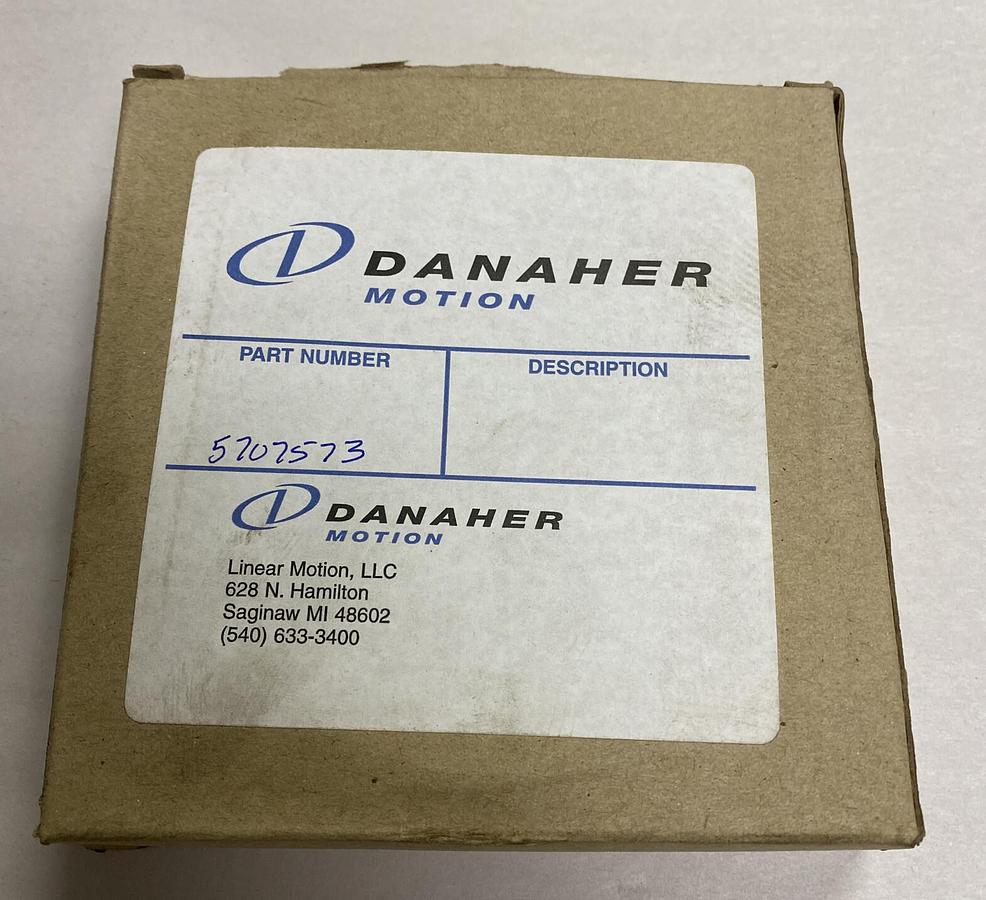 DANAHER
MOTION
PART NUMBER
DESCRIPTION
5707573
DANAHER
MOTION
Linear Motion, LLC
628 N. Hamilton
Saginaw MI 48602
(540) 633-3400